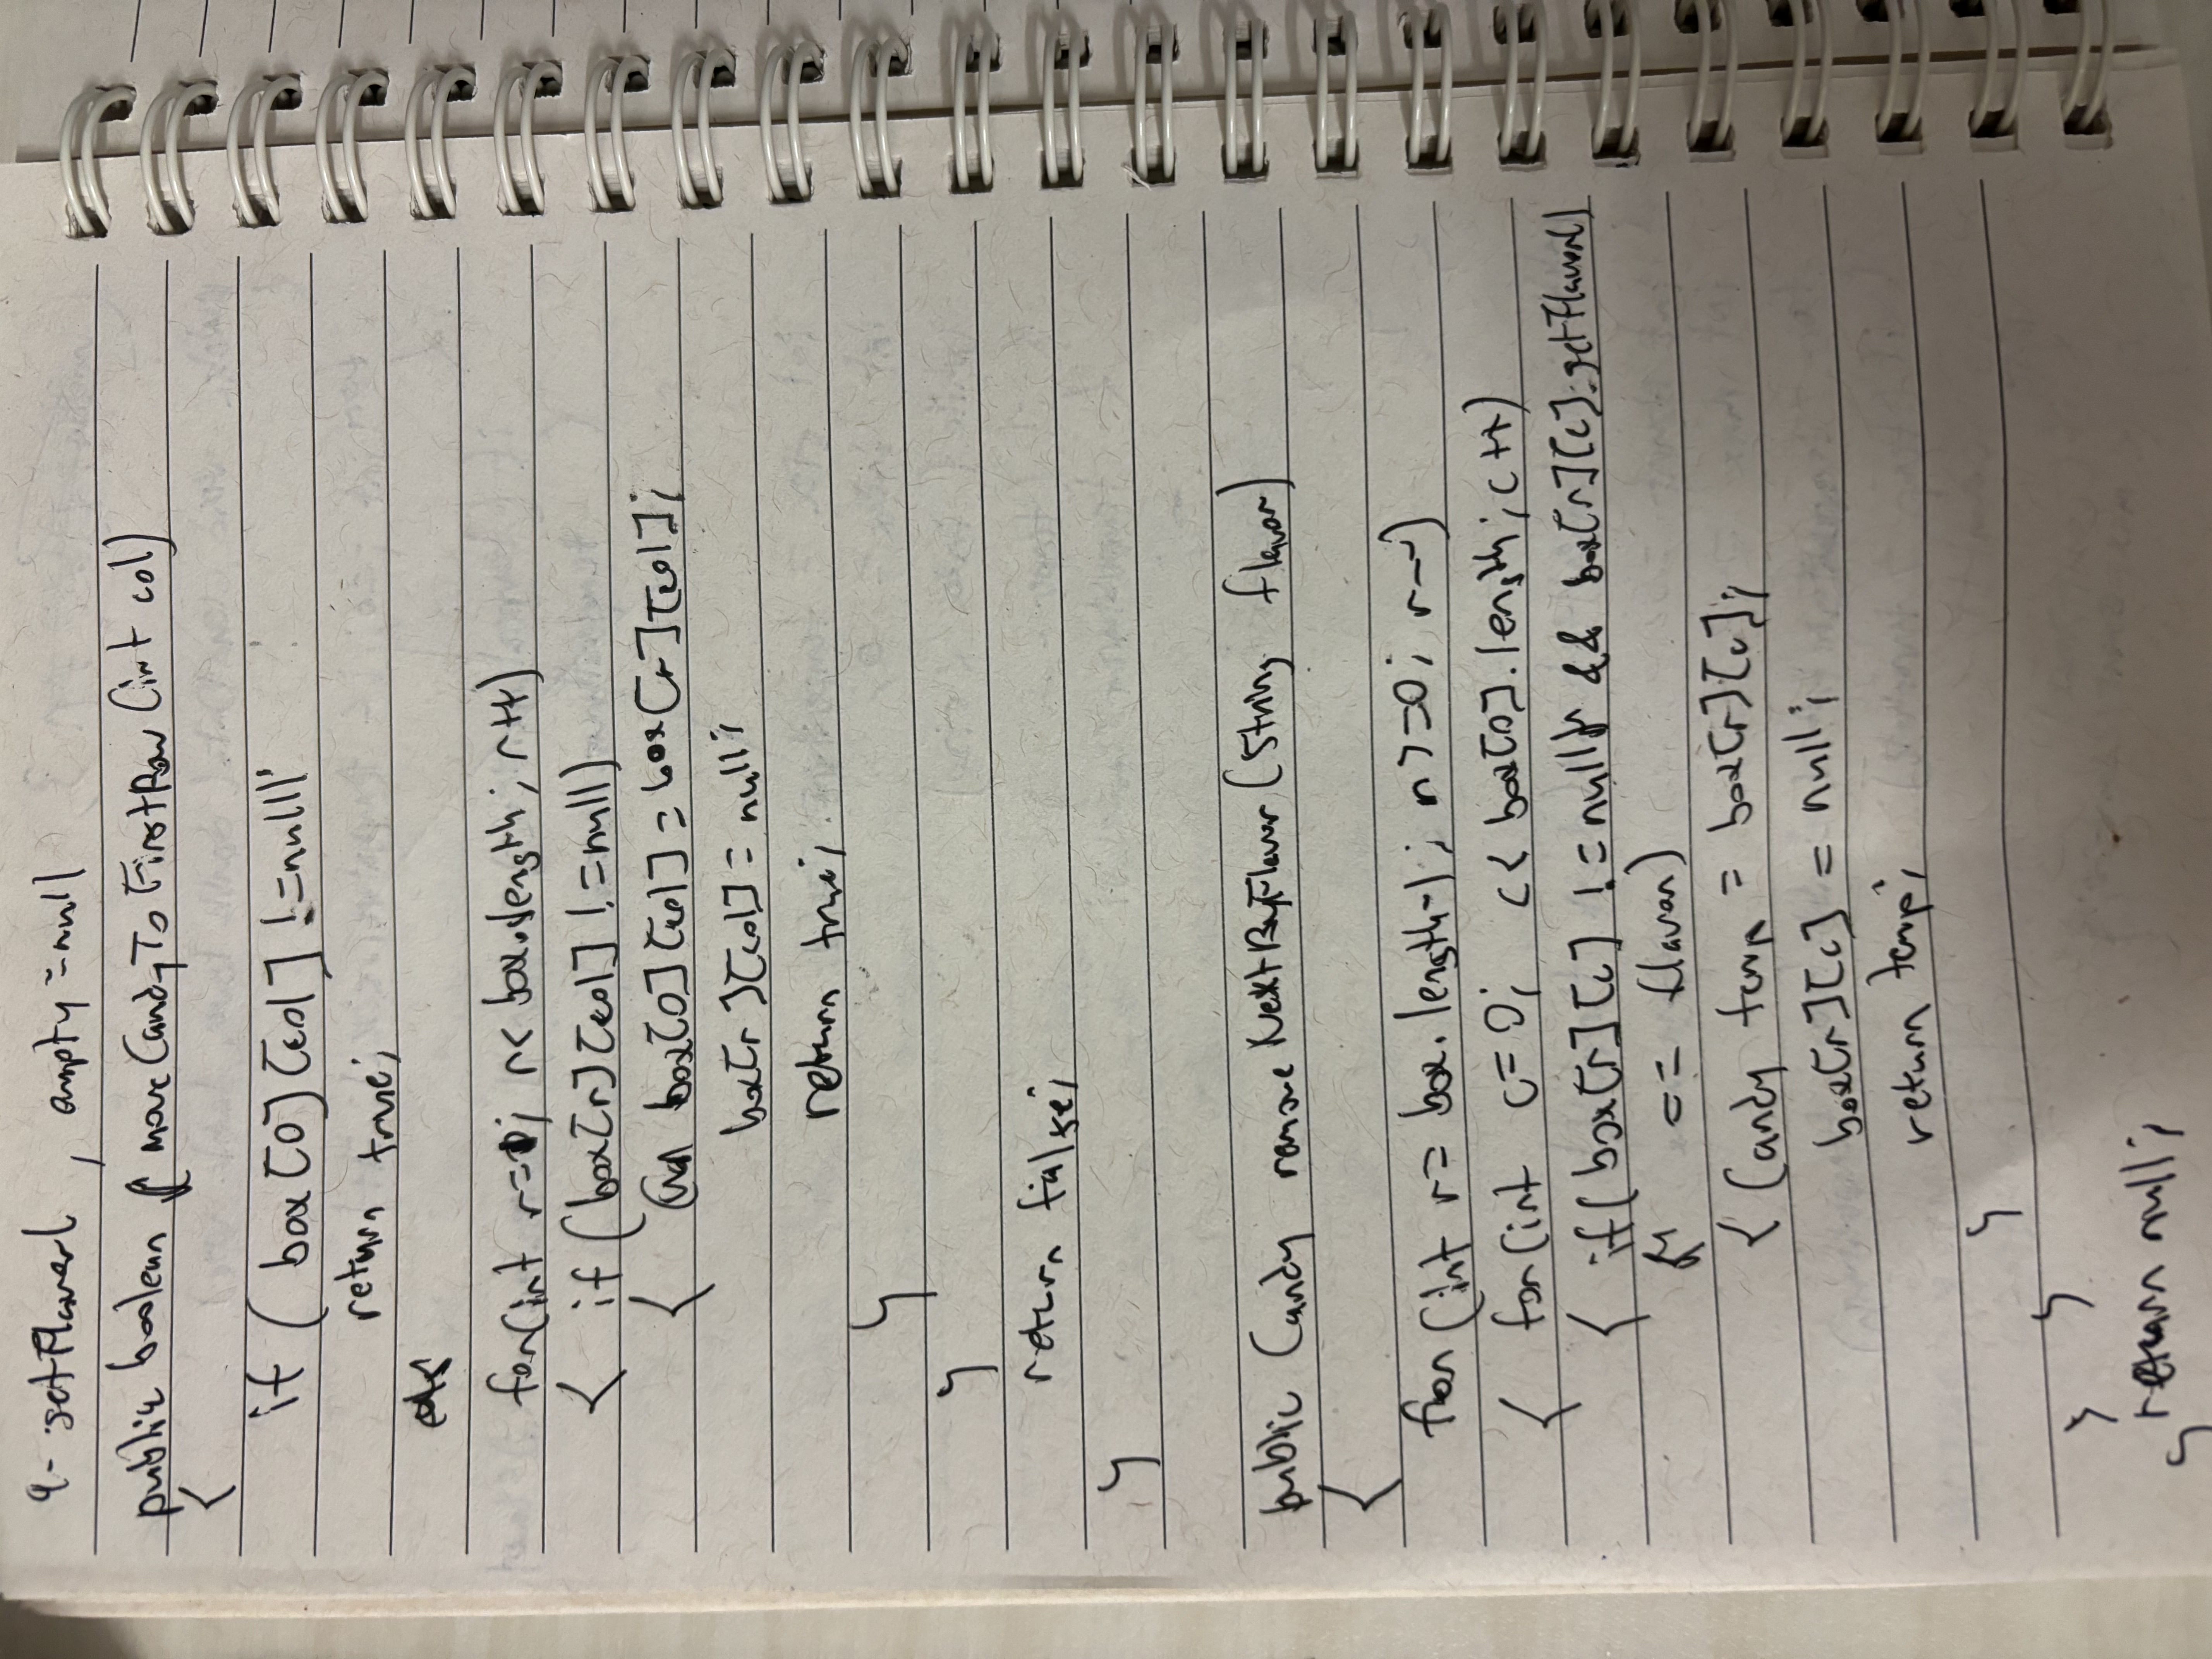 9- getFlavor() , empty = null
public boolean moveCandyToFirstRow (int col)
{
if ( box[0][col] != null)
return true;
for(int r=1; r< box.length; r++)
{ if (box[r][col] != null)
{ box[0][col] = box[r][col];
box[r][col] = null;
return true;
}
}
return false;
}
public Candy removeNextByFlavor (String flavor)
{
for (int r= box.length-1; r>=0; r--)
{ for(int c=0; c< box[0].length; c++)
{ if( box[r][c] != null && box[r][c].getFlavor()
== flavor)
{ Candy temp = box[r][c];
box[r][c] = null;
return temp;
}
} }
return null;
}